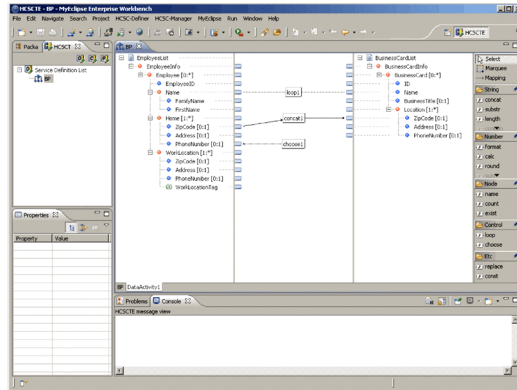 HCSCTE - BP - MyEclipse Enterprise Workbench
File Edit Navigate Search Project HCSC-Definer HCSC-Manager MyEclipse Run Window Help
HCSCTE
Packa
HCSCT
BP
Service Definition List
BP
EmployeeList
EmployeeInfo
Employee [0:*]
EmployeeID
Name
FamilyName
FirstName
Home [1:*]
ZipCode [0:1]
Address [0:1]
PhoneNumber [0:1]
WorkLocation [1:*]
ZipCode [0:1]
Address [0:1]
PhoneNumber [0:1]
WorkLocationTag
loop1
concat1
choose1
BusinessCardList
BusinessCardInfo
BusinessCard [0:*]
ID
Name
BusinessTitle [0:1]
Location [1:*]
ZipCode [0:1]
Address [0:1]
PhoneNumber [0:1]
Select
Marquee
Mapping
String
concat
substr
length
Number
format
calc
round
Node
name
count
exist
Control
loop
choose
Etc
replace
const
Properties
Property Value
BP DataActivity1
Problems Console
HCSCTE message view